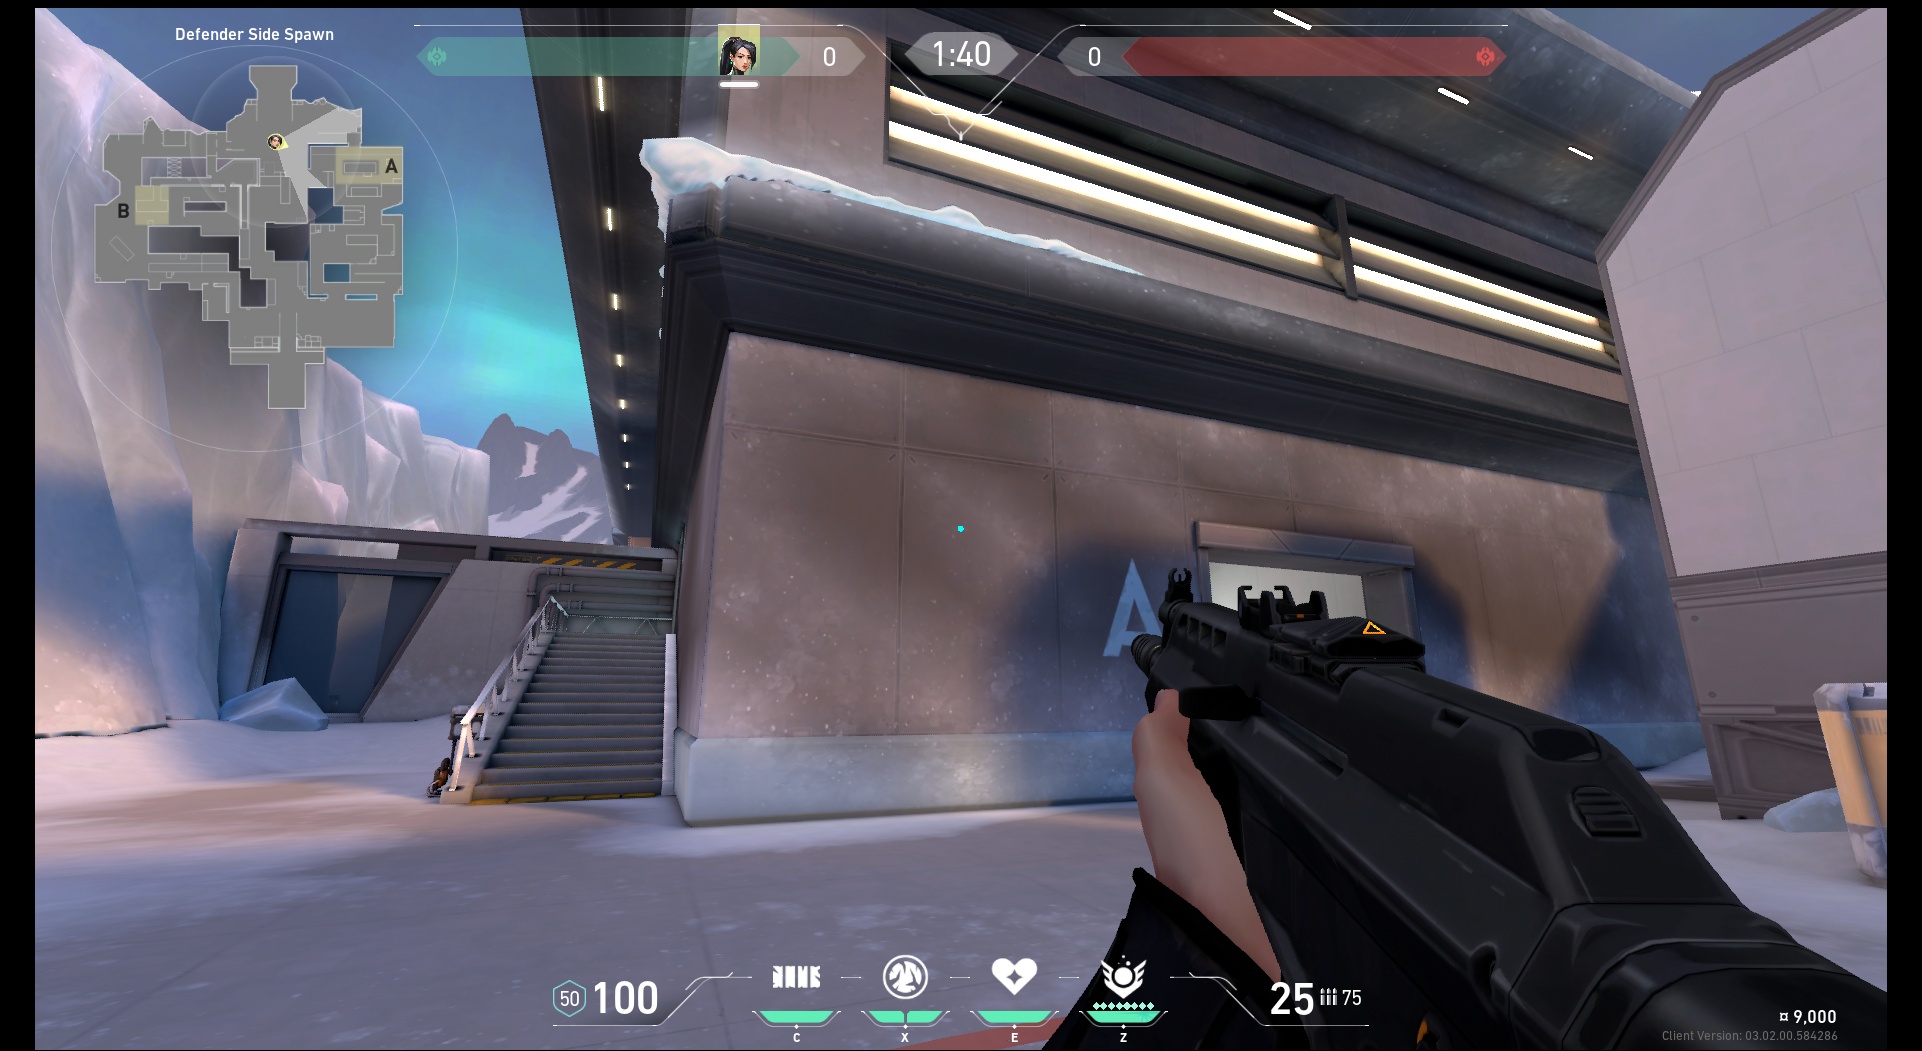 Defender Side Spawn
0
1:40
0
A
B
A
50 100
25 75
C
X
E
Z
¤ 9,000
Client Version: 03.02.00.584286